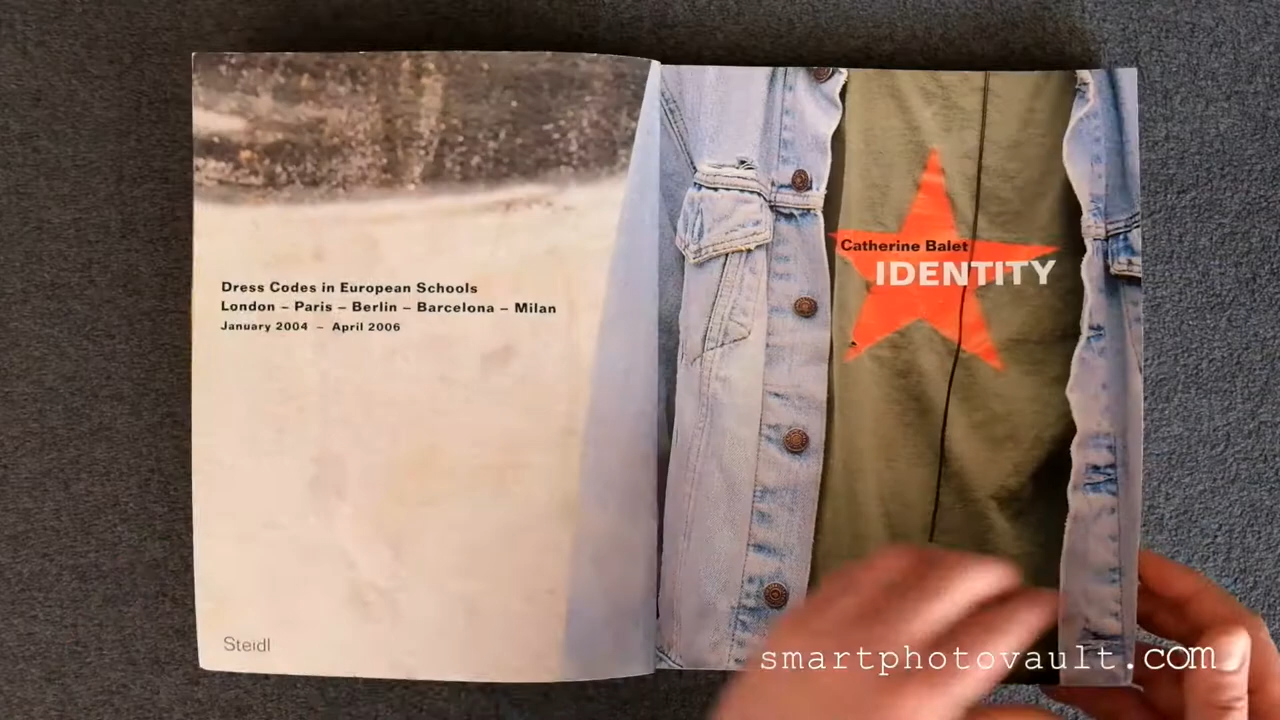 Dress Codes in European Schools
London – Paris – Berlin – Barcelona – Milan
January 2004 – April 2006
Steidl
Catherine Balet
IDENTITY
smartphotovault.com